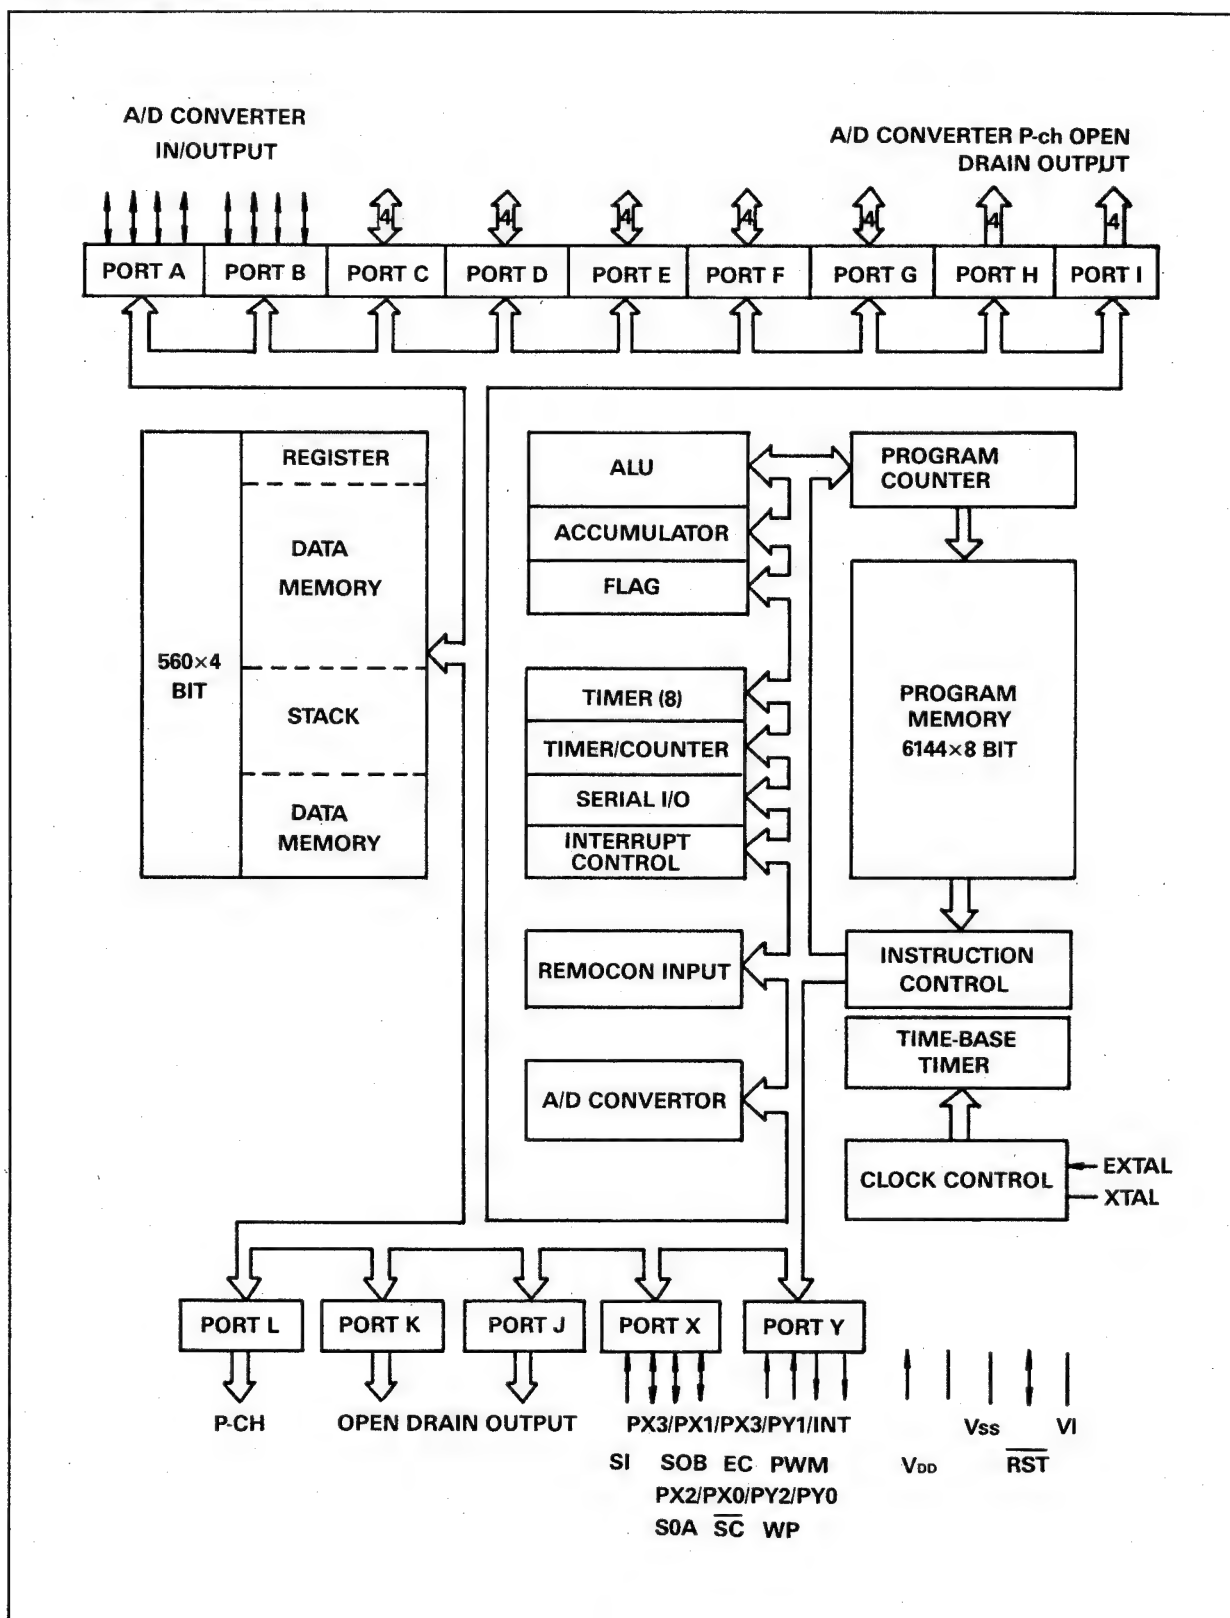 A/D CONVERTER
IN/OUTPUT
A/D CONVERTER P-ch OPEN
DRAIN OUTPUT
4 4 4 4 4 4 4
PORT A PORT B PORT C PORT D PORT E PORT F PORT G PORT H PORT I
560×4
BIT
REGISTER
DATA
MEMORY
STACK
DATA
MEMORY
ALU
ACCUMULATOR
FLAG
TIMER (8)
TIMER/COUNTER
SERIAL I/O
INTERRUPT
CONTROL
REMOCON INPUT
A/D CONVERTOR
PROGRAM
COUNTER
PROGRAM
MEMORY
6144×8 BIT
INSTRUCTION
CONTROL
TIME-BASE
TIMER
CLOCK CONTROL
EXTAL
XTAL
PORT L PORT K PORT J PORT X PORT Y
P-CH OPEN DRAIN OUTPUT PX3/PX1/PX3/PY1/INT VSS VI
SI SOB EC PWM VDD R̅S̅T̅
PX2/PX0/PY2/PY0
S0A S̅C̅ WP